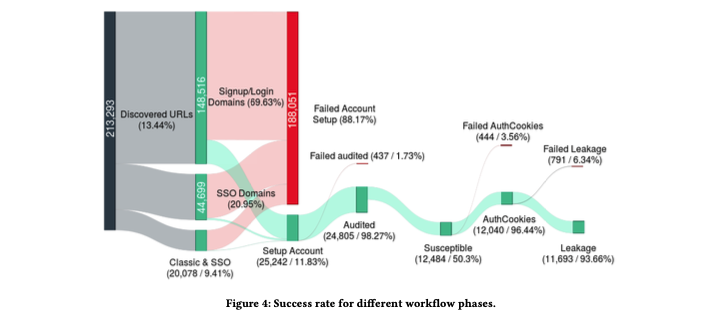 213,293
Discovered URLs
(13.44%)
148,516
Signup/Login
Domains (69.63%)
188,051
Failed Account
Setup (88.17%)
44,699
SSO Domains
(20.95%)
Classic & SSO
(20,078 / 9.41%)
Setup Account
(25,242 / 11.83%)
Failed audited (437 / 1.73%)
Audited
(24,805 / 98.27%)
Susceptible
(12,484 / 50.3%)
Failed AuthCookies
(444 / 3.56%)
AuthCookies
(12,040 / 96.44%)
Failed Leakage
(791 / 6.34%)
Leakage
(11,693 / 93.66%)
Figure 4: Success rate for different workflow phases.